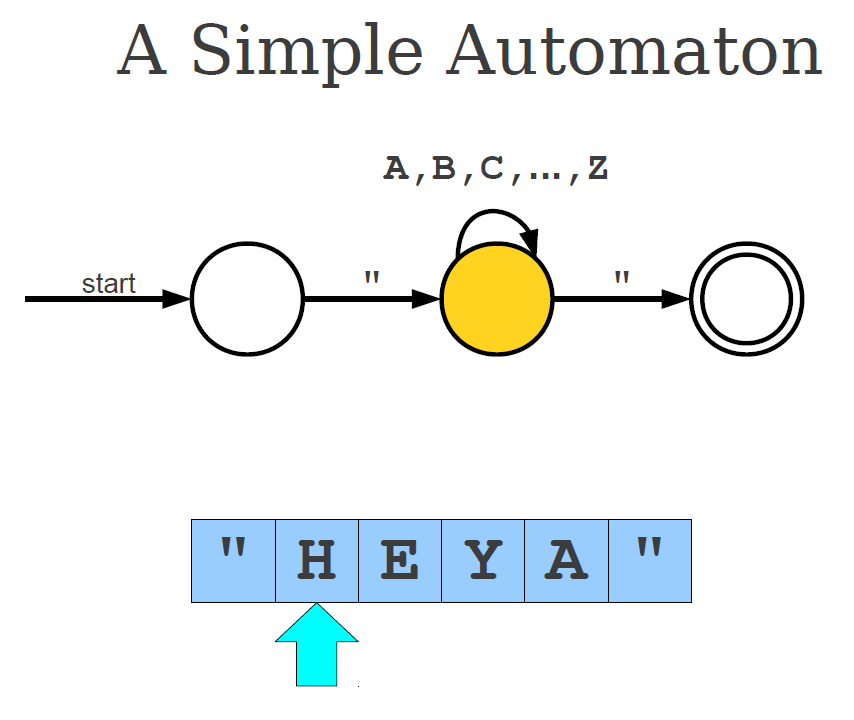 A Simple Automaton
A,B,C,…,Z
start " "
" H E Y A "